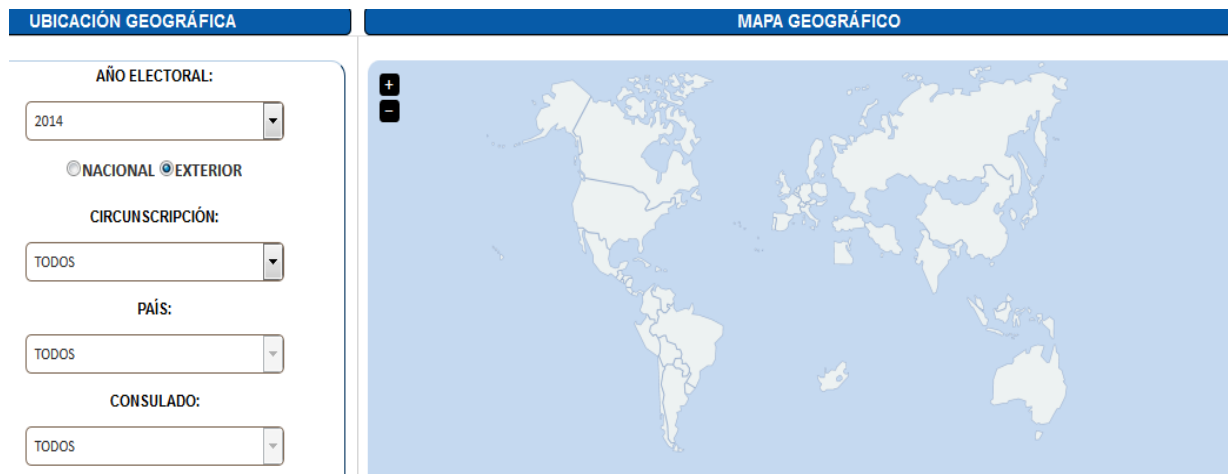 UBICACIÓN GEOGRÁFICA
AÑO ELECTORAL:
2014
NACIONAL EXTERIOR
CIRCUNSCRIPCIÓN:
TODOS
PAÍS:
TODOS
CONSULADO:
TODOS
MAPA GEOGRÁFICO
+
−